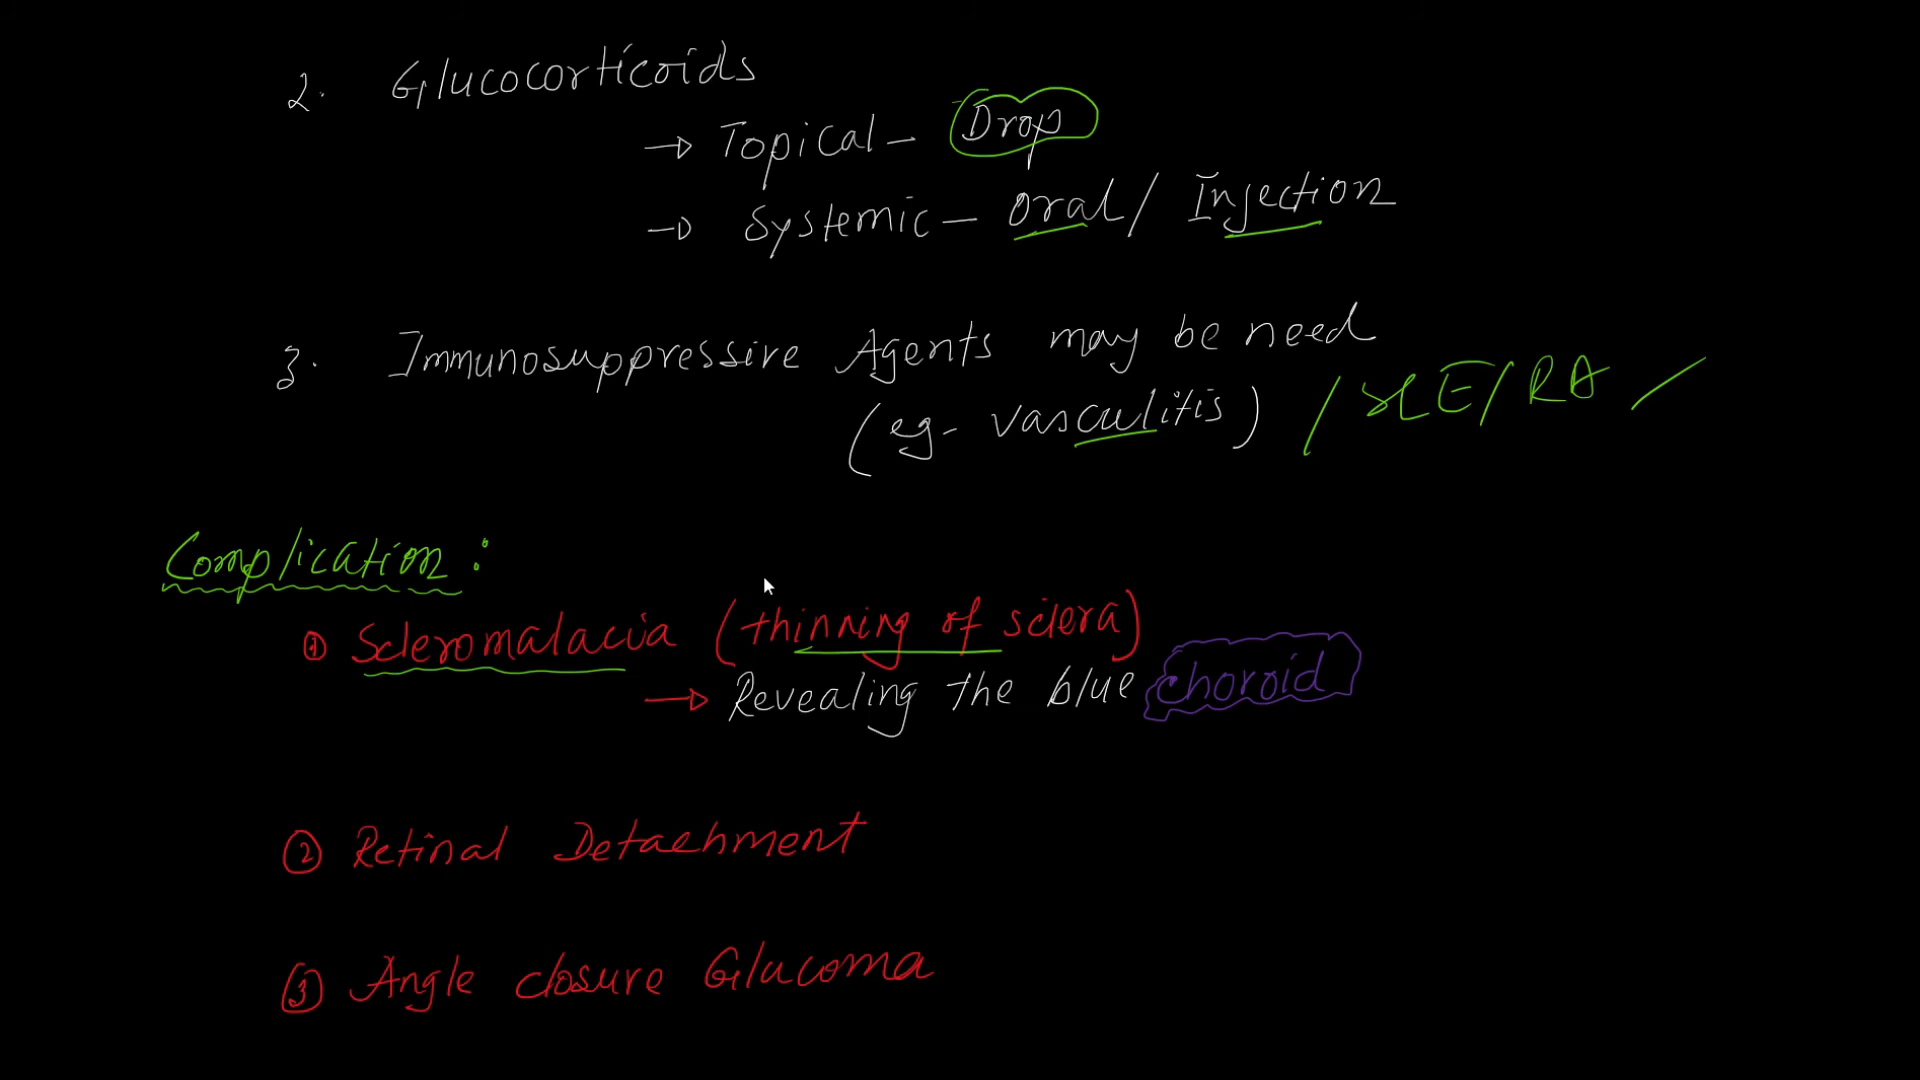 2. Glucocorticoids
→ Topical - Drop
→ Systemic - oral / Injection
3. Immunosuppressive Agents may be need
(eg- vasculitis) / SLE / RA
Complication:
① Scleromalacia (thinning of sclera)
→ Revealing the blue choroid
② Retinal Detachment
③ Angle closure Glucoma